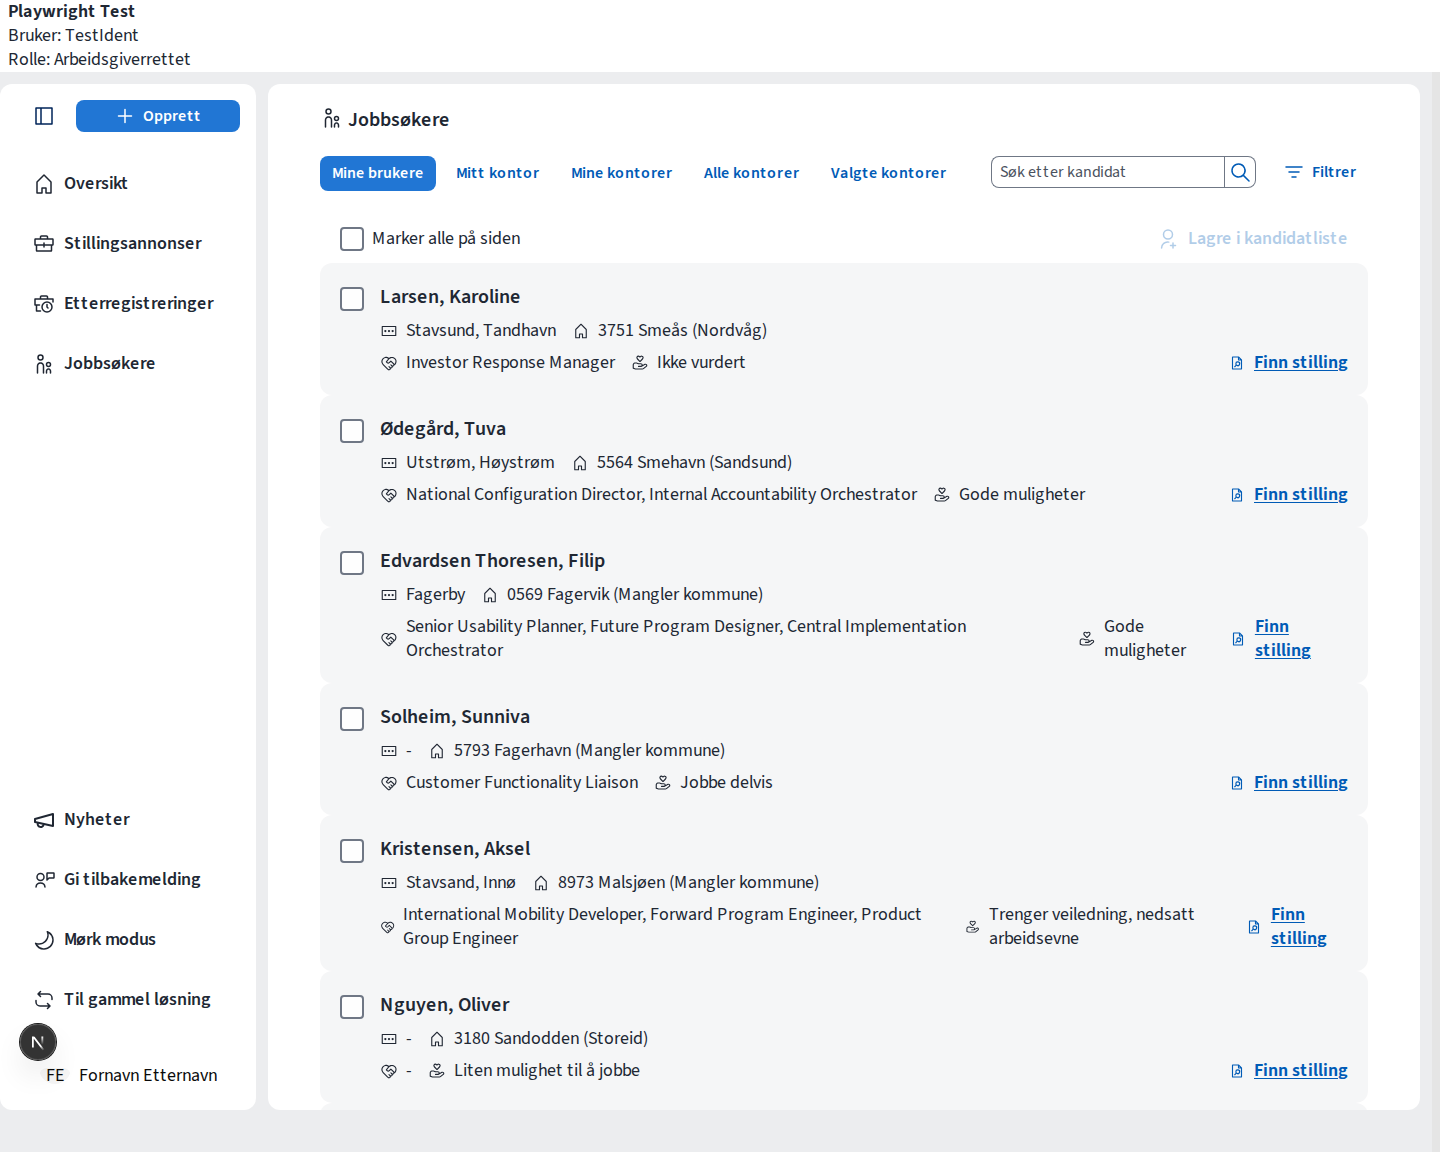 Playwright Test
Bruker: TestIdent
Rolle: Arbeidsgiverrettet
Opprett
Oversikt
Stillingsannonser
Etterregistreringer
Jobbsøkere
Nyheter
Gi tilbakemelding
Mørk modus
Til gammel løsning
N
FE Fornavn Etternavn
Jobbsøkere
Mine brukere Mitt kontor Mine kontorer Alle kontorer Valgte kontorer Søk etter kandidat Filtrer
Marker alle på siden Lagre i kandidatliste
Larsen, Karoline
Stavsund, Tandhavn 3751 Smeås (Nordvåg)
Investor Response Manager Ikke vurdert Finn stilling
Ødegård, Tuva
Utstrøm, Høystrøm 5564 Smehavn (Sandsund)
National Configuration Director, Internal Accountability Orchestrator Gode muligheter Finn stilling
Edvardsen Thoresen, Filip
Fagerby 0569 Fagervik (Mangler kommune)
Senior Usability Planner, Future Program Designer, Central Implementation Gode Finn
Orchestrator muligheter stilling
Solheim, Sunniva
- 5793 Fagerhavn (Mangler kommune)
Customer Functionality Liaison Jobbe delvis Finn stilling
Kristensen, Aksel
Stavsand, Innø 8973 Malsjøen (Mangler kommune)
International Mobility Developer, Forward Program Engineer, Product Trenger veiledning, nedsatt Finn
Group Engineer arbeidsevne stilling
Nguyen, Oliver
- 3180 Sandodden (Storeid)
- Liten mulighet til å jobbe Finn stilling